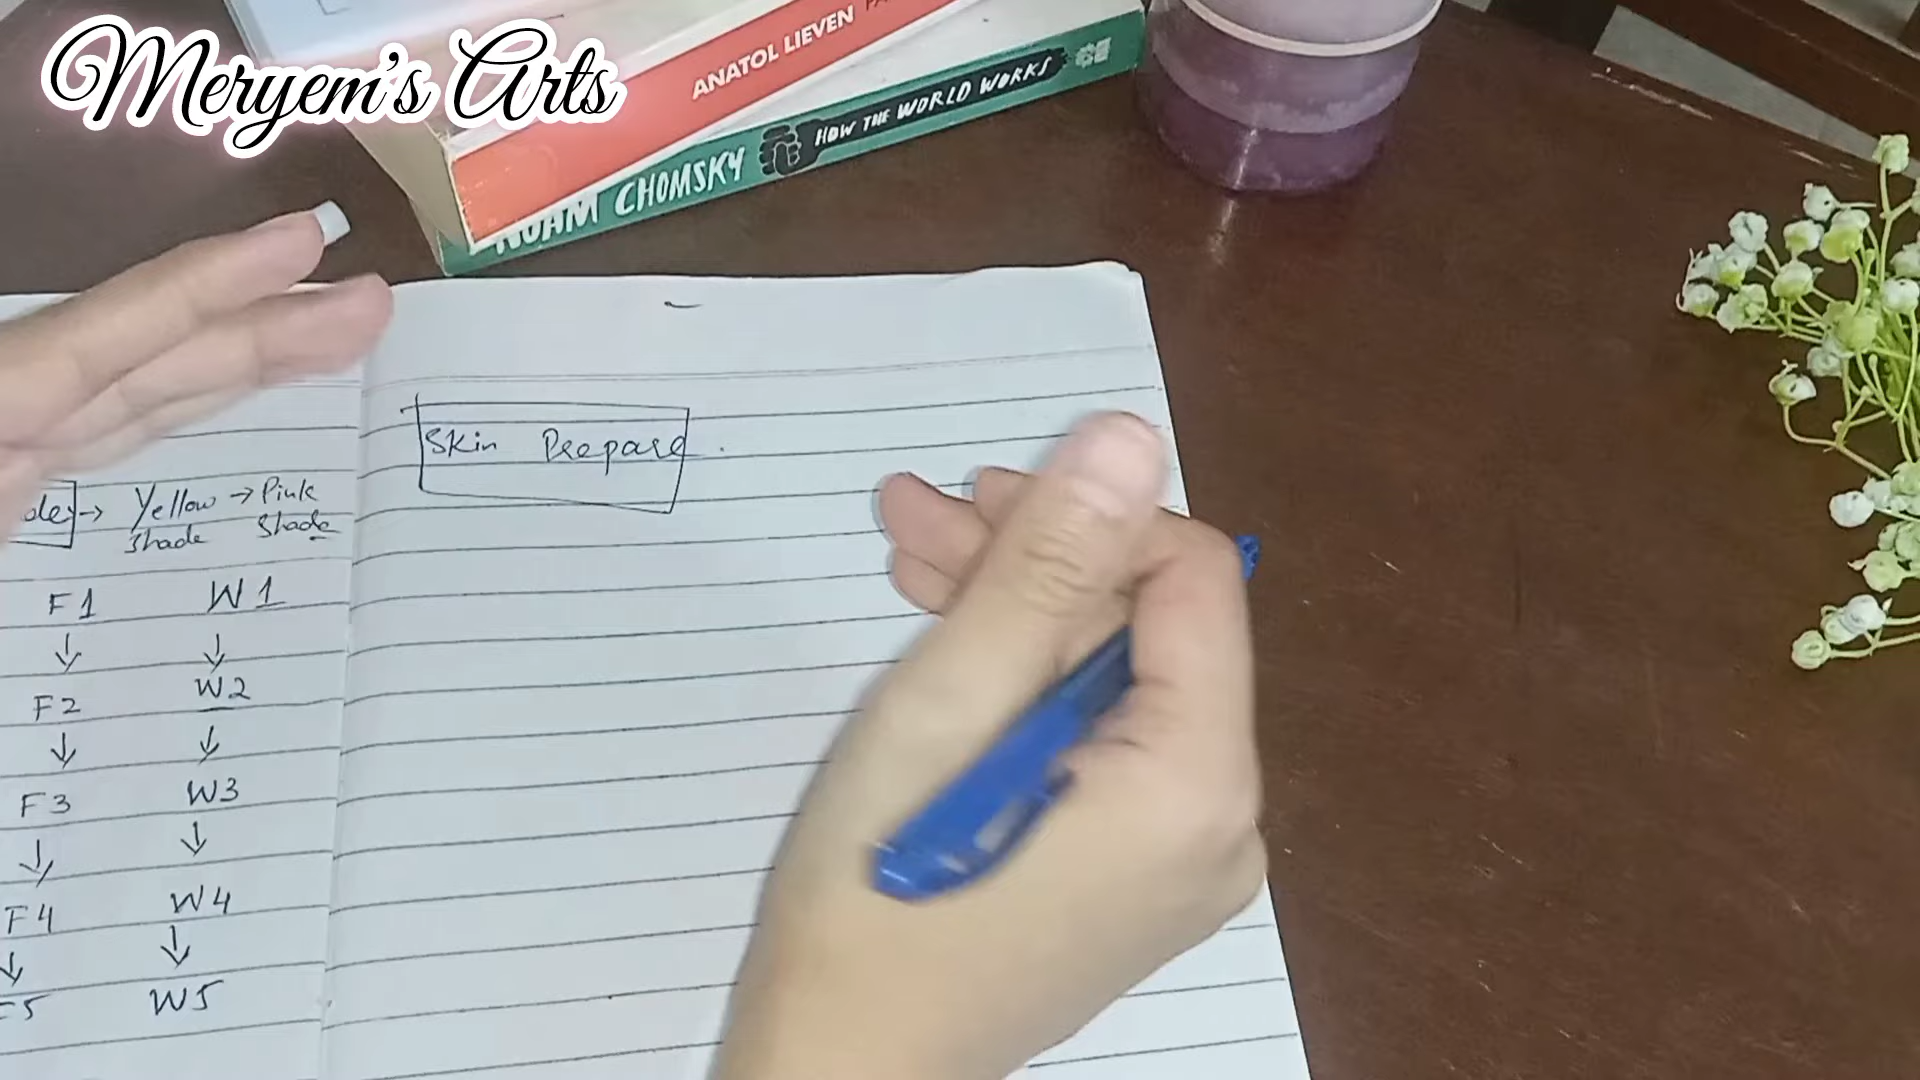 Meryem's Arts
ANATOL LIEVEN
NOAM CHOMSKY HOW THE WORLD WORKS
Skin Prepare.
→ Yellow → Pink
shade shade
F1 W1
↓ ↓
F2 W2
↓ ↓
F3 W3
↓ ↓
F4 W4
↓ ↓
F5 W5